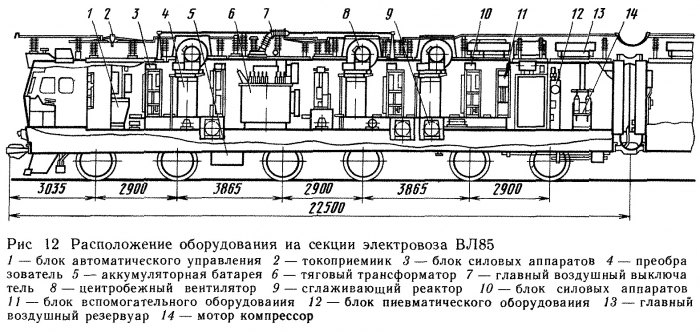 1 2 3 4 5 6 7 8 9 10 11 12 13 14
3035 2900 3865 2900 3865 2900
22500
Рис 12 Расположение оборудования иа секции электровоза ВЛ85
1 — блок автоматического управления 2 — токоприемник 3 — блок силовых аппаратов 4 — преобра
зователь 5 — аккумуляторная батарея 6 — тяговый трансформатор 7 — главный воздушный выключа
тель 8 — центробежный вентилятор 9 — сглаживающий реактор 10 — блок силовых аппаратов
11 — блок вспомогательного оборудования 12 — блок пневматического оборудования 13 — главный
воздушный резервуар 14 — мотор компрессор